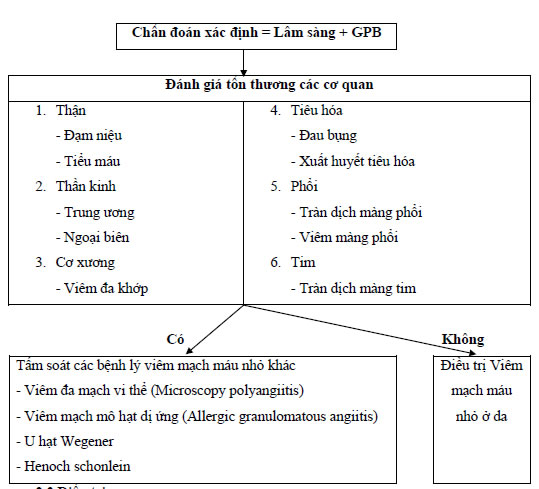 Chẩn đoán xác định = Lâm sàng + GPB
Đánh giá tổn thương các cơ quan
1. Thận
- Đạm niệu
- Tiểu máu
2. Thần kinh
- Trung ương
- Ngoại biên
3. Cơ xương
- Viêm đa khớp
4. Tiêu hóa
- Đau bụng
- Xuất huyết tiêu hóa
5. Phổi
- Tràn dịch màng phổi
- Viêm màng phổi
6. Tim
- Tràn dịch màng tim
Có
Không
Tầm soát các bệnh lý viêm mạch máu nhỏ khác
- Viêm đa mạch vi thể (Microscopy polyangiitis)
- Viêm mạch mô hạt dị ứng (Allergic granulomatous angiitis)
- U hạt Wegener
- Henoch schonlein
Điều trị Viêm
mạch máu
nhỏ ở da